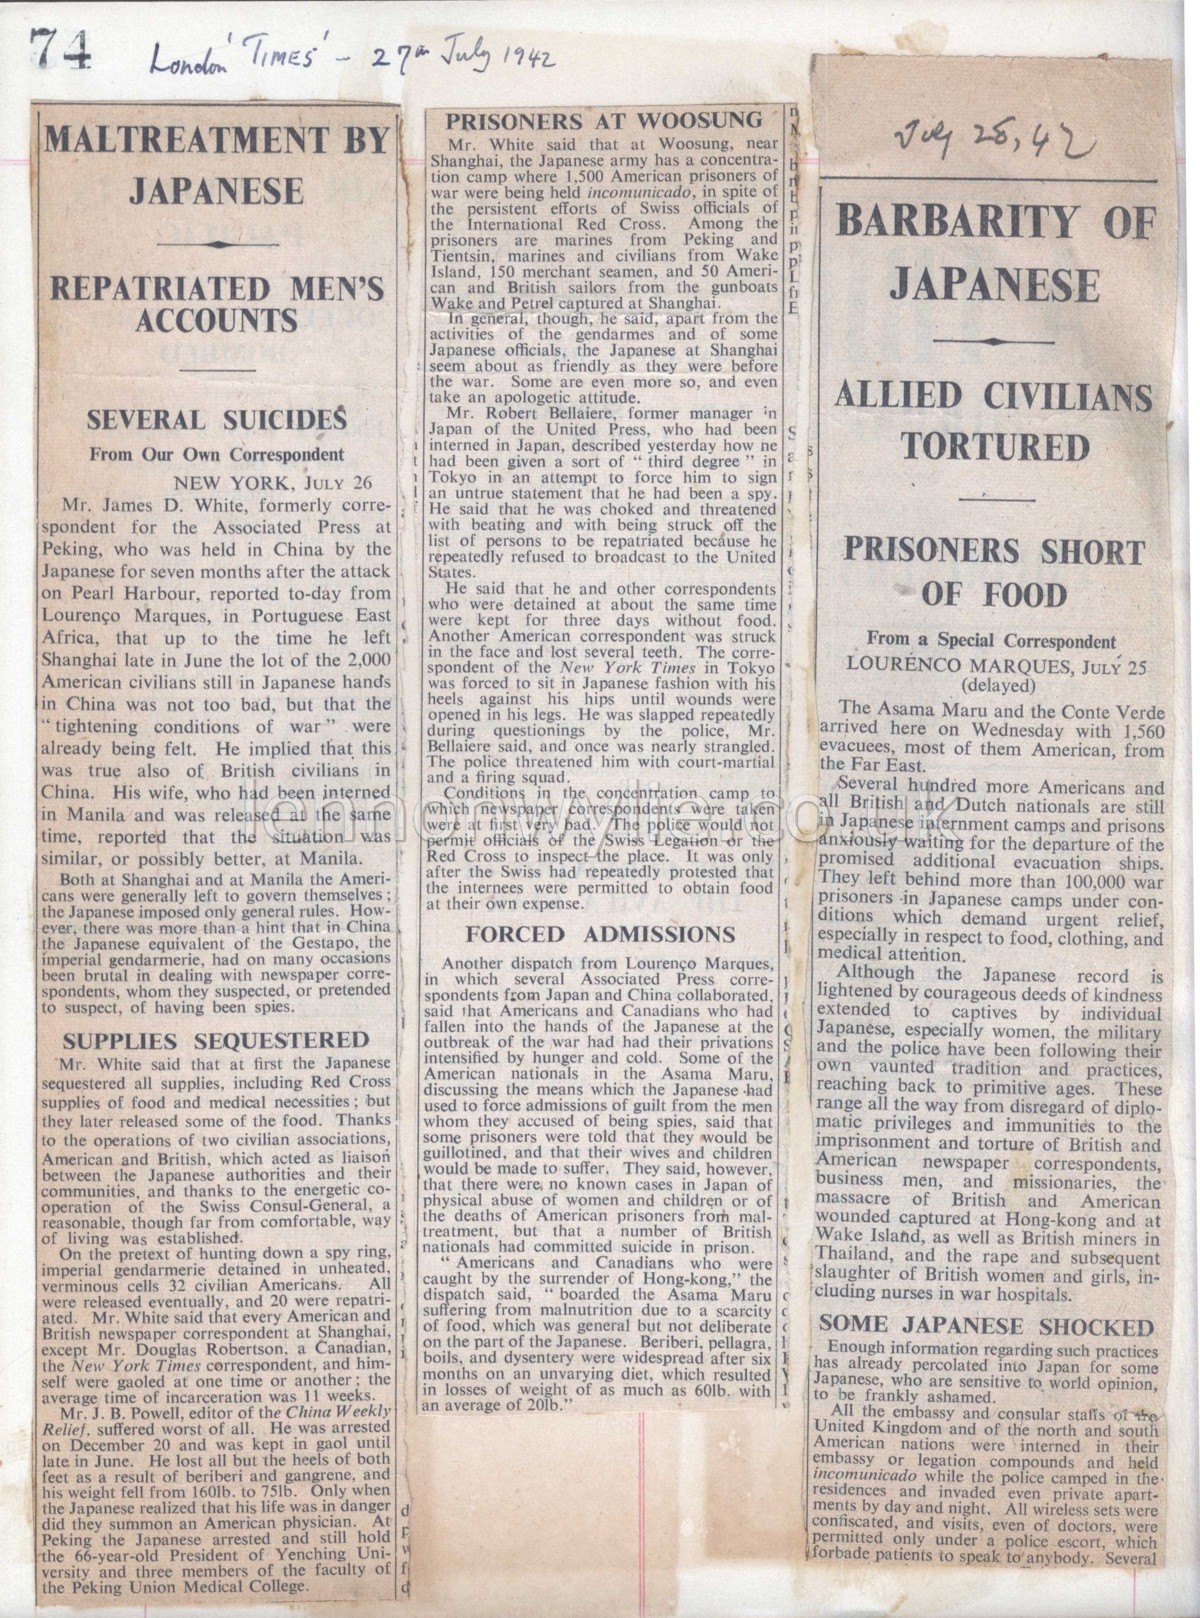 74
London 'TIMES' - 27th July 1942
MALTREATMENT BY
JAPANESE
REPATRIATED MEN'S
ACCOUNTS
SEVERAL SUICIDES
From Our Own Correspondent
NEW YORK, JULY 26
Mr. James D. White, formerly corre-
spondent for the Associated Press at
Peking, who was held in China by the
Japanese for seven months after the attack
on Pearl Harbour, reported to-day from
Lourenço Marques, in Portuguese East
Africa, that up to the time he left
Shanghai late in June the lot of the 2,000
American civilians still in Japanese hands
in China was not too bad, but that the
"tightening conditions of war" were
already being felt. He implied that this
was true also of British civilians in
China. His wife, who had been interned
in Manila and was released at the same
time, reported that the situation was
similar, or possibly better, at Manila.
Both at Shanghai and at Manila the Ameri-
cans were generally left to govern themselves;
the Japanese imposed only general rules. How-
ever, there was more than a hint that in China
the Japanese equivalent of the Gestapo, the
imperial gendarmerie, had on many occasions
been brutal in dealing with newspaper corre-
spondents, whom they suspected, or pretended
to suspect, of having been spies.
SUPPLIES SEQUESTERED
Mr. White said that at first the Japanese
sequestered all supplies, including Red Cross
supplies of food and medical necessities; but
they later released some of the food. Thanks
to the operations of two civilian associations,
American and British, which acted as liaison
between the Japanese authorities and their
communities, and thanks to the energetic co-
operation of the Swiss Consul-General, a
reasonable, though far from comfortable, way
of living was established.
On the pretext of hunting down a spy ring,
imperial gendarmerie detained in unheated,
verminous cells 32 civilian Americans. All
were released eventually, and 20 were repatri-
ated. Mr. White said that every American and
British newspaper correspondent at Shanghai,
except Mr. Douglas Robertson, a Canadian,
the New York Times correspondent, and him-
self were gaoled at one time or another; the
average time of incarceration was 11 weeks.
Mr. J. B. Powell, editor of the China Weekly
Relief, suffered worst of all. He was arrested
on December 20 and was kept in gaol until
late in June. He lost all but the heels of both
feet as a result of beriberi and gangrene, and
his weight fell from 160lb. to 75lb. Only when
the Japanese realized that his life was in danger
did they summon an American physician. At
Peking the Japanese arrested and still hold
the 66-year-old President of Yenching Uni-
versity and three members of the faculty of
the Peking Union Medical College.
PRISONERS AT WOOSUNG
Mr. White said that at Woosung, near
Shanghai, the Japanese army has a concentra-
tion camp where 1,500 American prisoners of
war were being held incomunicado, in spite of
the persistent efforts of Swiss officials of
the International Red Cross. Among the
prisoners are marines from Peking and
Tientsin, marines and civilians from Wake
Island, 150 merchant seamen, and 50 Ameri-
can and British sailors from the gunboats
Wake and Petrel captured at Shanghai.
In general, though, he said, apart from the
activities of the gendarmes and of some
Japanese officials, the Japanese at Shanghai
seem about as friendly as they were before
the war. Some are even more so, and even
take an apologetic attitude.
Mr. Robert Bellaiere, former manager in
Japan of the United Press, who had been
interned in Japan, described yesterday how he
had been given a sort of "third degree" in
Tokyo in an attempt to force him to sign
an untrue statement that he had been a spy.
He said that he was choked and threatened
with beating and with being struck off the
list of persons to be repatriated because he
repeatedly refused to broadcast to the United
States.
He said that he and other correspondents
who were detained at about the same time
were kept for three days without food.
Another American correspondent was struck
in the face and lost several teeth. The corre-
spondent of the New York Times in Tokyo
was forced to sit in Japanese fashion with his
heels against his hips until wounds were
opened in his legs. He was slapped repeatedly
during questionings by the police, Mr.
Bellaiere said, and once was nearly strangled.
The police threatened him with court-martial
and a firing squad.
Conditions in the concentration camp to
which newspaper correspondents were taken
were at first very bad. The police would not
permit officials of the Swiss Legation or the
Red Cross to inspect the place. It was only
after the Swiss had repeatedly protested that
the internees were permitted to obtain food
at their own expense.
FORCED ADMISSIONS
Another dispatch from Lourenço Marques,
in which several Associated Press corre-
spondents from Japan and China collaborated,
said that Americans and Canadians who had
fallen into the hands of the Japanese at the
outbreak of the war had had their privations
intensified by hunger and cold. Some of the
American nationals in the Asama Maru,
discussing the means which the Japanese had
used to force admissions of guilt from the men
whom they accused of being spies, said that
some prisoners were told that they would be
guillotined, and that their wives and children
would be made to suffer. They said, however,
that there were no known cases in Japan of
physical abuse of women and children or of
the deaths of American prisoners from mal-
treatment, but that a number of British
nationals had committed suicide in prison.
"Americans and Canadians who were
caught by the surrender of Hong-kong," the
dispatch said, "boarded the Asama Maru
suffering from malnutrition due to a scarcity
of food, which was general but not deliberate
on the part of the Japanese. Beriberi, pellagra,
boils, and dysentery were widespread after six
months on an unvarying diet, which resulted
in losses of weight of as much as 60lb. with
an average of 20lb."
July 28, 42
BARBARITY OF
JAPANESE
ALLIED CIVILIANS
TORTURED
PRISONERS SHORT
OF FOOD
From a Special Correspondent
LOURENCO MARQUES, JULY 25
(delayed)
The Asama Maru and the Conte Verde
arrived here on Wednesday with 1,560
evacuees, most of them American, from
the Far East.
Several hundred more Americans and
all British and Dutch nationals are still
in Japanese internment camps and prisons
anxiously waiting for the departure of the
promised additional evacuation ships.
They left behind more than 100,000 war
prisoners in Japanese camps under con-
ditions which demand urgent relief,
especially in respect to food, clothing, and
medical attention.
Although the Japanese record is
lightened by courageous deeds of kindness
extended to captives by individual
Japanese, especially women, the military
and the police have been following their
own vaunted tradition and practices,
reaching back to primitive ages. These
range all the way from disregard of diplo-
matic privileges and immunities to the
imprisonment and torture of British and
American newspaper correspondents,
business men, and missionaries, the
massacre of British and American
wounded captured at Hong-kong and at
Wake Island, as well as British miners in
Thailand, and the rape and subsequent
slaughter of British women and girls, in-
cluding nurses in war hospitals.
SOME JAPANESE SHOCKED
Enough information regarding such practices
has already percolated into Japan for some
Japanese, who are sensitive to world opinion,
to be frankly ashamed.
All the embassy and consular staffs of the
United Kingdom and of the north and south
American nations were interned in their
embassy or legation compounds and held
incomunicado while the police camped in the
residences and invaded even private apart-
ments by day and night. All wireless sets were
confiscated, and visits, even of doctors, were
permitted only under a police escort, which
forbade patients to speak to anybody. Several
lennonwylie.co.uk